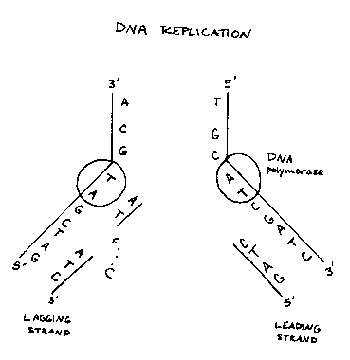 DNA REPLICATION
3'
5'
A
C
G
T
G
C
DNA
polymerase
T
A
G
C
T
A
G
A
T
C
A
T
C
A
T
C
G
A
T
C
C
T
A
G
5'
3'
5'
3'
LAGGING
STRAND
LEADING
STRAND